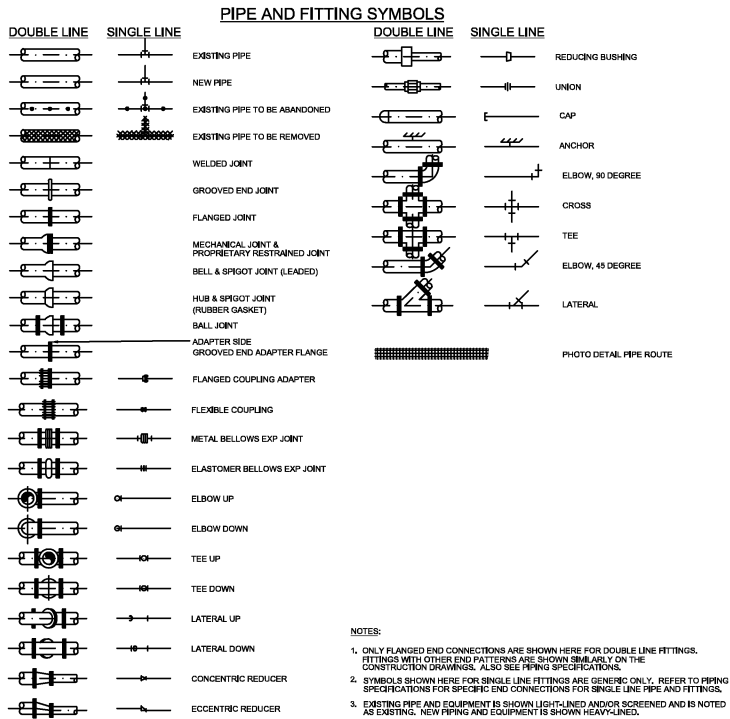 PIPE AND FITTING SYMBOLS
DOUBLE LINE SINGLE LINE
EXISTING PIPE
NEW PIPE
EXISTING PIPE TO BE ABANDONED
EXISTING PIPE TO BE REMOVED
WELDED JOINT
GROOVED END JOINT
FLANGED JOINT
MECHANICAL JOINT &
PROPRIETARY RESTRAINED JOINT
BELL & SPIGOT JOINT (LEADED)
HUB & SPIGOT JOINT
(RUBBER GASKET)
BALL JOINT
ADAPTER SIDE
GROOVED END ADAPTER FLANGE
FLANGED COUPLING ADAPTER
FLEXIBLE COUPLING
METAL BELLOWS EXP JOINT
ELASTOMER BELLOWS EXP JOINT
ELBOW UP
ELBOW DOWN
TEE UP
TEE DOWN
LATERAL UP
LATERAL DOWN
CONCENTRIC REDUCER
ECCENTRIC REDUCER
DOUBLE LINE SINGLE LINE
REDUCING BUSHING
UNION
CAP
ANCHOR
ELBOW, 90 DEGREE
CROSS
TEE
ELBOW, 45 DEGREE
LATERAL
PHOTO DETAIL PIPE ROUTE
NOTES:
1. ONLY FLANGED END CONNECTIONS ARE SHOWN HERE FOR DOUBLE LINE FITTINGS.
FITTINGS WITH OTHER END PATTERNS ARE SHOWN SIMILARLY ON THE
CONSTRUCTION DRAWINGS. ALSO SEE PIPING SPECIFICATIONS.
2. SYMBOLS SHOWN HERE FOR SINGLE LINE FITTINGS ARE GENERIC ONLY. REFER TO PIPING
SPECIFICATIONS FOR SPECIFIC END CONNECTIONS FOR SINGLE LINE PIPE AND FITTINGS.
3. EXISTING PIPE AND EQUIPMENT IS SHOWN LIGHT-LINED AND/OR SCREENED AND IS NOTED
AS EXISTING. NEW PIPING AND EQUIPMENT IS SHOWN HEAVY-LINED.